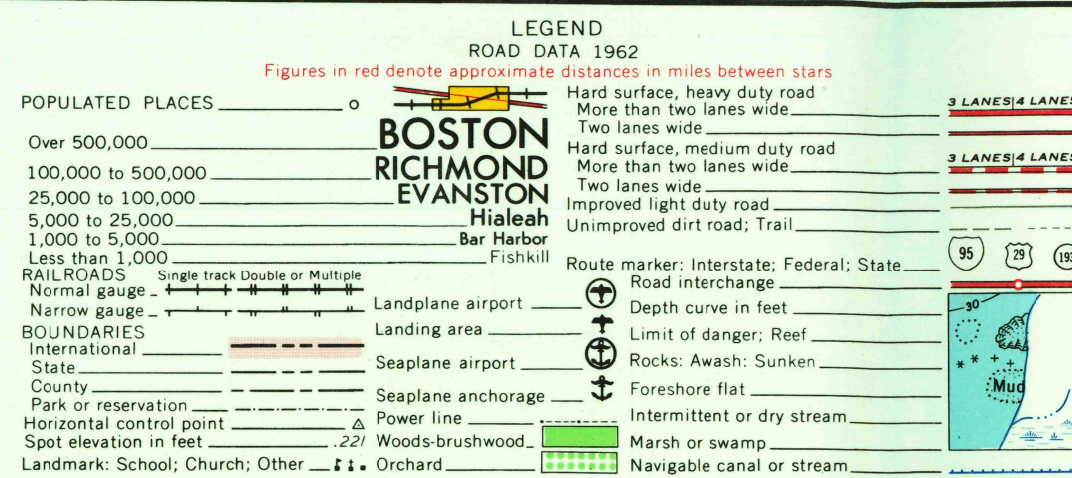 LEGEND
ROAD DATA 1962
Figures in red denote approximate distances in miles between stars
POPULATED PLACES
Over 500,000 BOSTON
100,000 to 500,000 RICHMOND
25,000 to 100,000 EVANSTON
5,000 to 25,000 Hialeah
1,000 to 5,000 Bar Harbor
Less than 1,000 Fishkill
RAILROADS Single track Double or Multiple
Normal gauge
Narrow gauge
BOUNDARIES
International
State
County
Park or reservation
Horizontal control point
Spot elevation in feet .221
Landmark: School; Church; Other
Landplane airport
Landing area
Seaplane airport
Seaplane anchorage
Power line
Woods-brushwood
Orchard
Hard surface, heavy duty road
More than two lanes wide 3 LANES|4 LANES
Two lanes wide
Hard surface, medium duty road
More than two lanes wide 3 LANES|4 LANES
Two lanes wide
Improved light duty road
Unimproved dirt road; Trail
Route marker: Interstate; Federal; State 95 29 193
Road interchange
Depth curve in feet 30
Limit of danger; Reef
Rocks: Awash: Sunken
Foreshore flat Mud
Intermittent or dry stream
Marsh or swamp
Navigable canal or stream